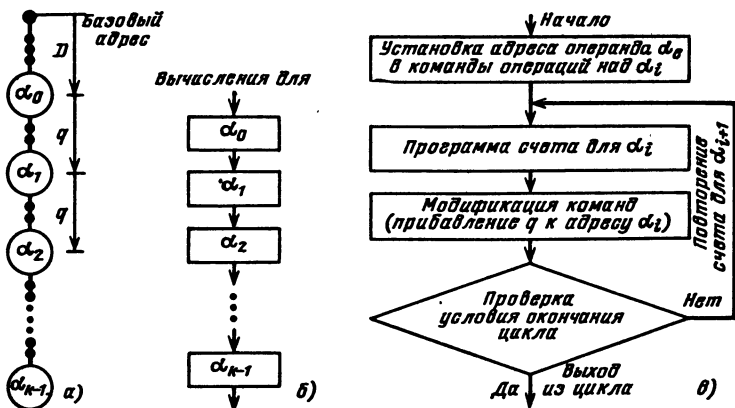 Базовый
адрес
D
α0
q
α1
q
α2
αк-1
а)
Вычисления для
α0
α1
α2
αк-1
б)
Начало
Установка адреса операнда α0
в команды операций над αi
Программа счета для αi
Модификация команд
(прибавление q к адресу αi)
Повторение
счета для αi+1
Проверка
условия окончания
цикла
Нет
Да
Выход
из цикла
в)